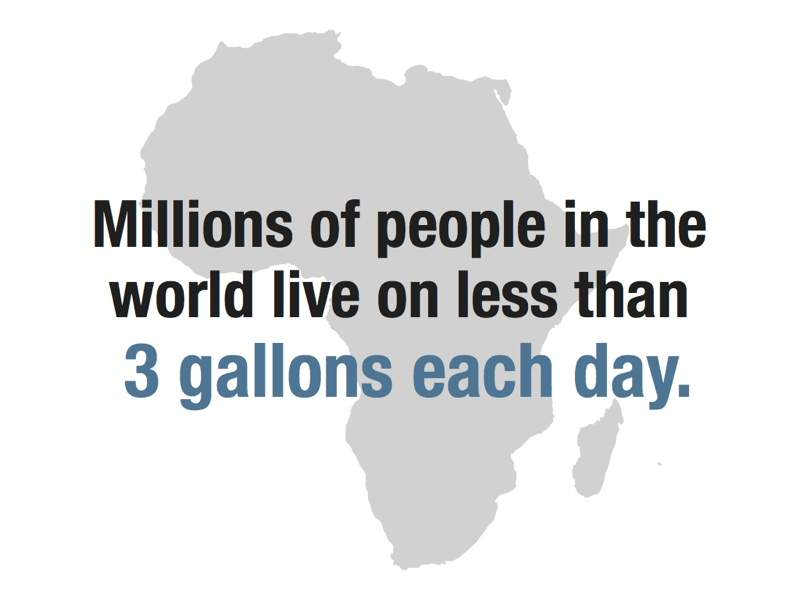 Millions of people in the
world live on less than
3 gallons each day.